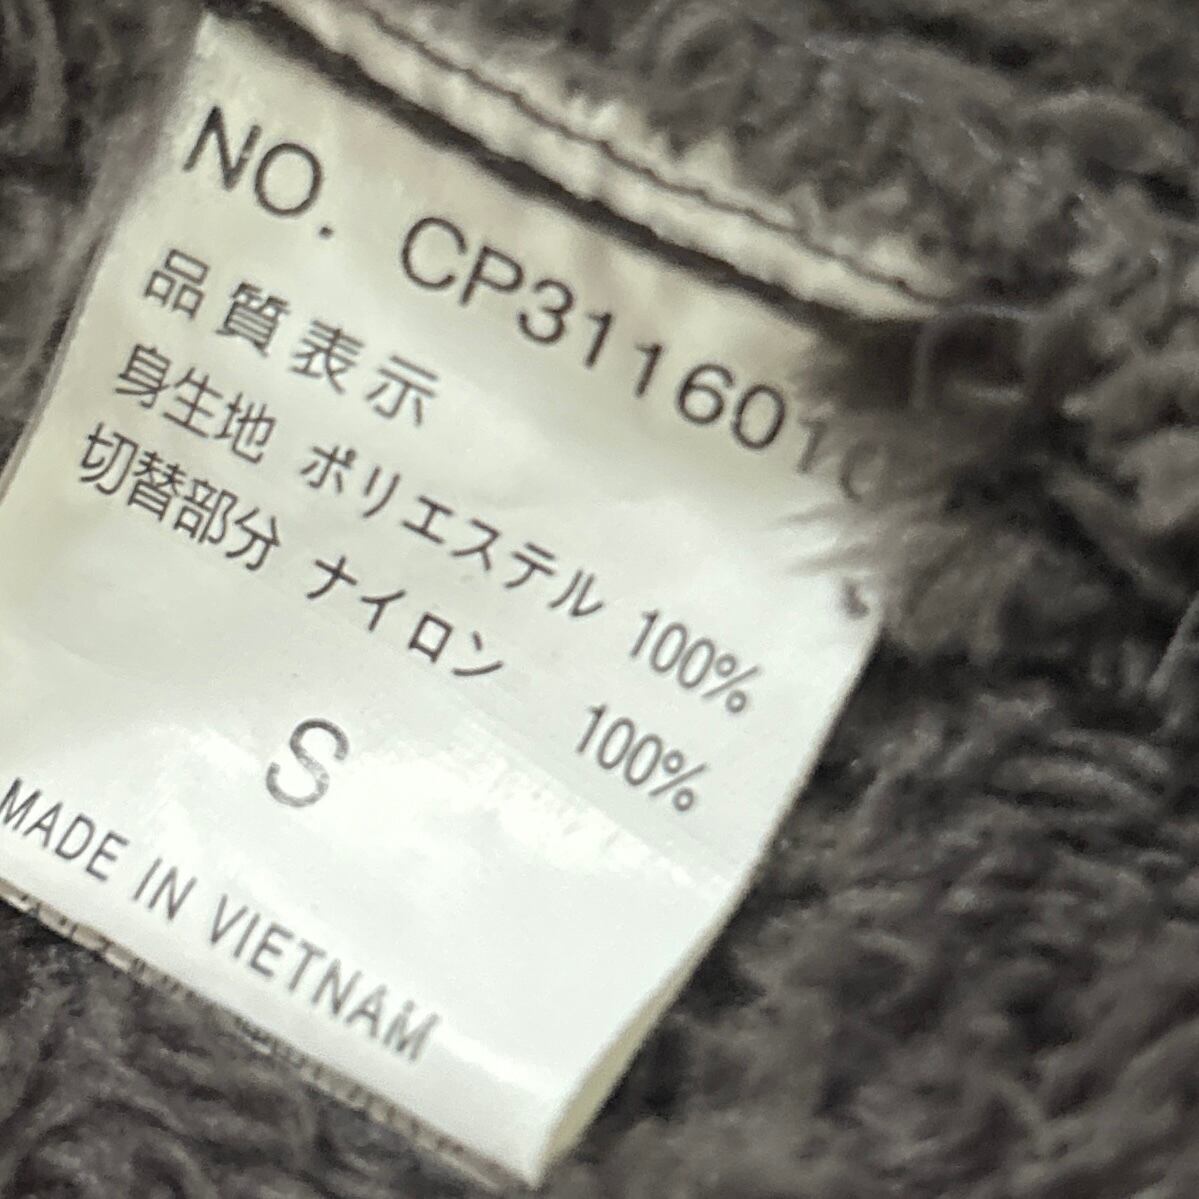 NO. CP3116010
品質表示
身生地 ポリエステル 100%
切替部分 ナイロン 100%
S
MADE IN VIETNAM